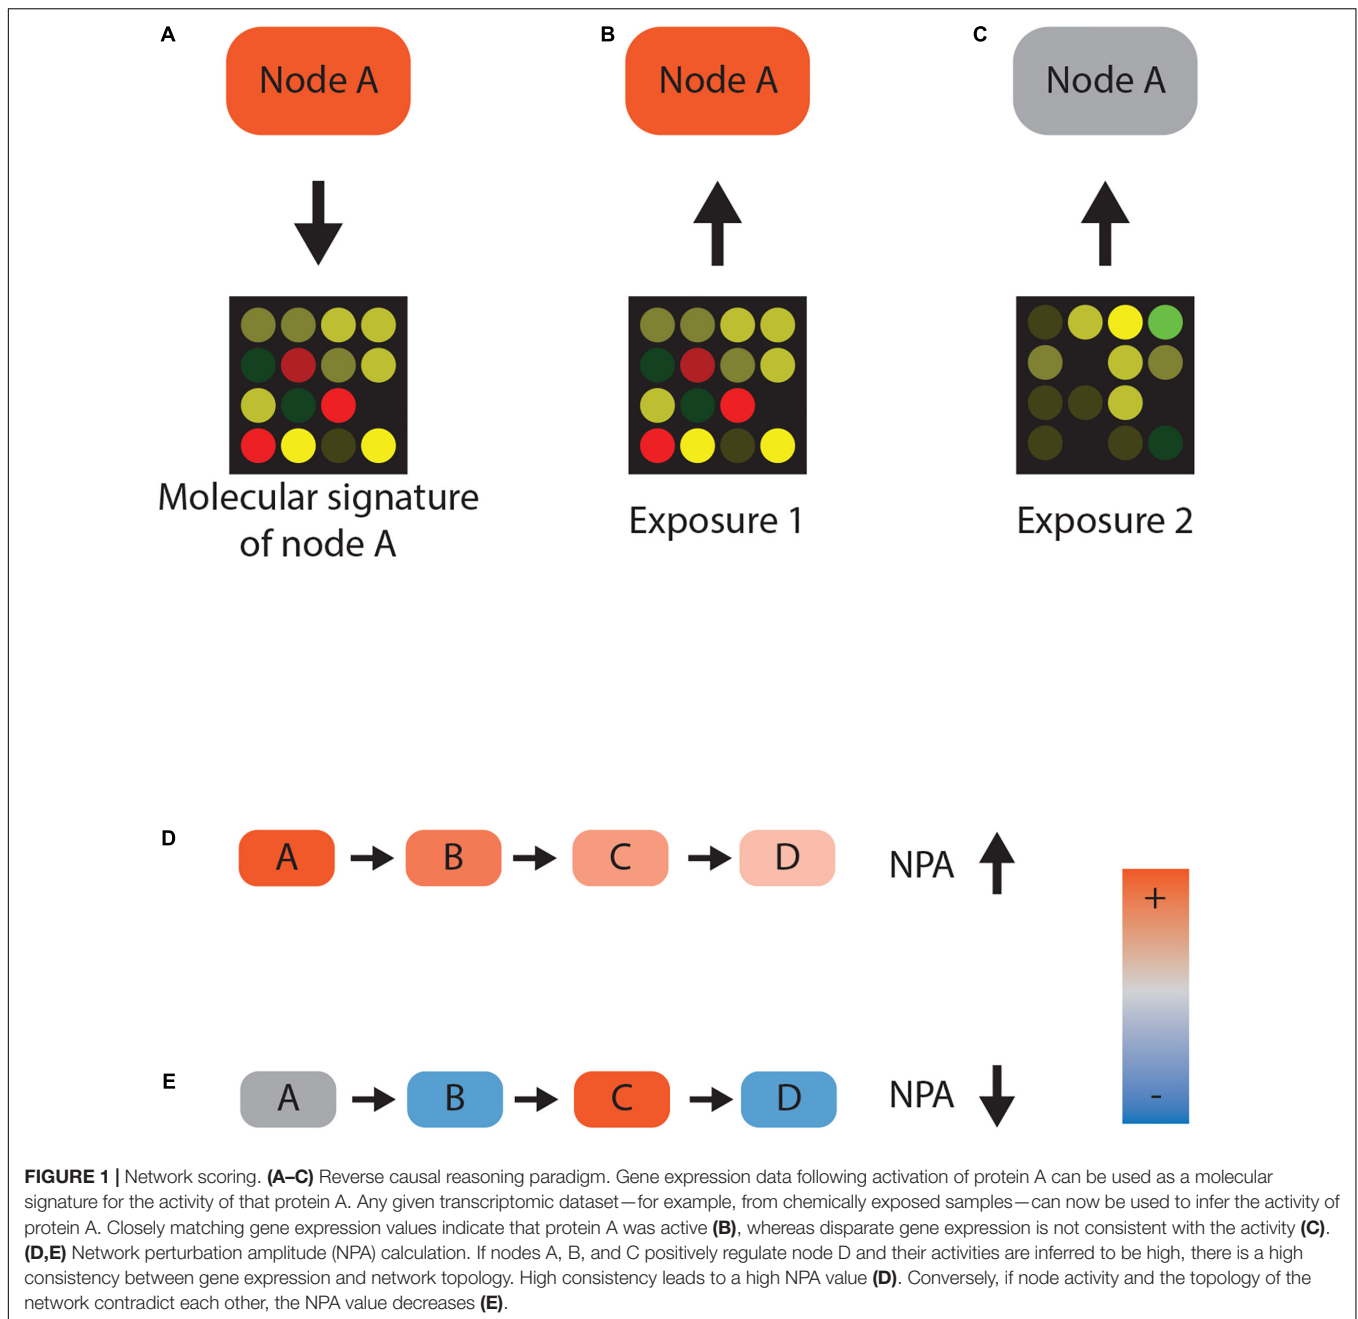 A
B
C
Node A
Node A
Node A
Molecular signature
of node A
Exposure 1
Exposure 2
D
A
B
C
D
NPA
+
E
A
B
C
D
NPA
-
FIGURE 1 | Network scoring. (A–C) Reverse causal reasoning paradigm. Gene expression data following activation of protein A can be used as a molecular
signature for the activity of that protein A. Any given transcriptomic dataset—for example, from chemically exposed samples—can now be used to infer the activity of
protein A. Closely matching gene expression values indicate that protein A was active (B), whereas disparate gene expression is not consistent with the activity (C).
(D,E) Network perturbation amplitude (NPA) calculation. If nodes A, B, and C positively regulate node D and their activities are inferred to be high, there is a high
consistency between gene expression and network topology. High consistency leads to a high NPA value (D). Conversely, if node activity and the topology of the
network contradict each other, the NPA value decreases (E).